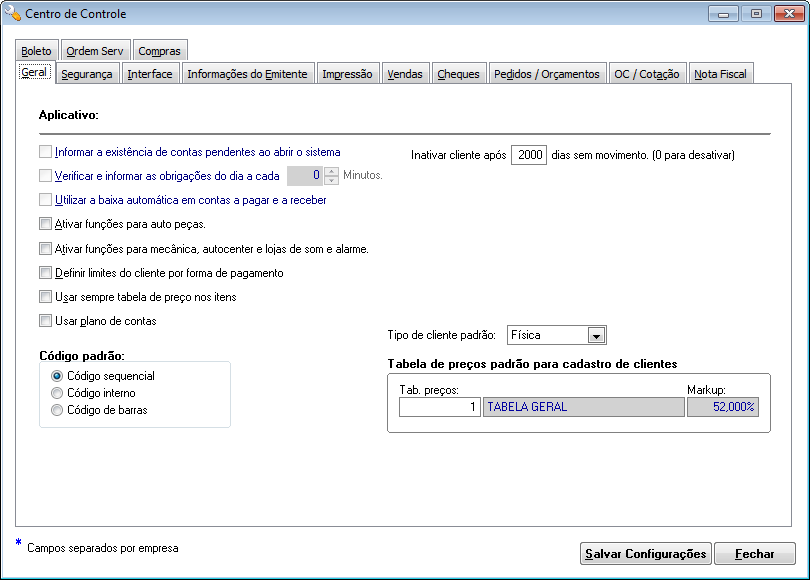 Centro de Controle
Boleto Ordem Serv Compras
Geral Segurança Interface Informações do Emitente Impressão Vendas Cheques Pedidos / Orçamentos OC / Cotação Nota Fiscal
Aplicativo:
Informar a existência de contas pendentes ao abrir o sistema
Inativar cliente após 2000 dias sem movimento. (0 para desativar)
Verificar e informar as obrigações do dia a cada 0 Minutos.
Utilizar a baixa automática em contas a pagar e a receber
Ativar funções para auto peças.
Ativar funções para mecânica, autocenter e lojas de som e alarme.
Definir limites do cliente por forma de pagamento
Usar sempre tabela de preço nos itens
Usar plano de contas
Tipo de cliente padrão: Física
Código padrão:
Código sequencial
Código interno
Código de barras
Tabela de preços padrão para cadastro de clientes
Tab. preços: Markup:
1 TABELA GERAL 52,000%
* Campos separados por empresa
Salvar Configurações Fechar